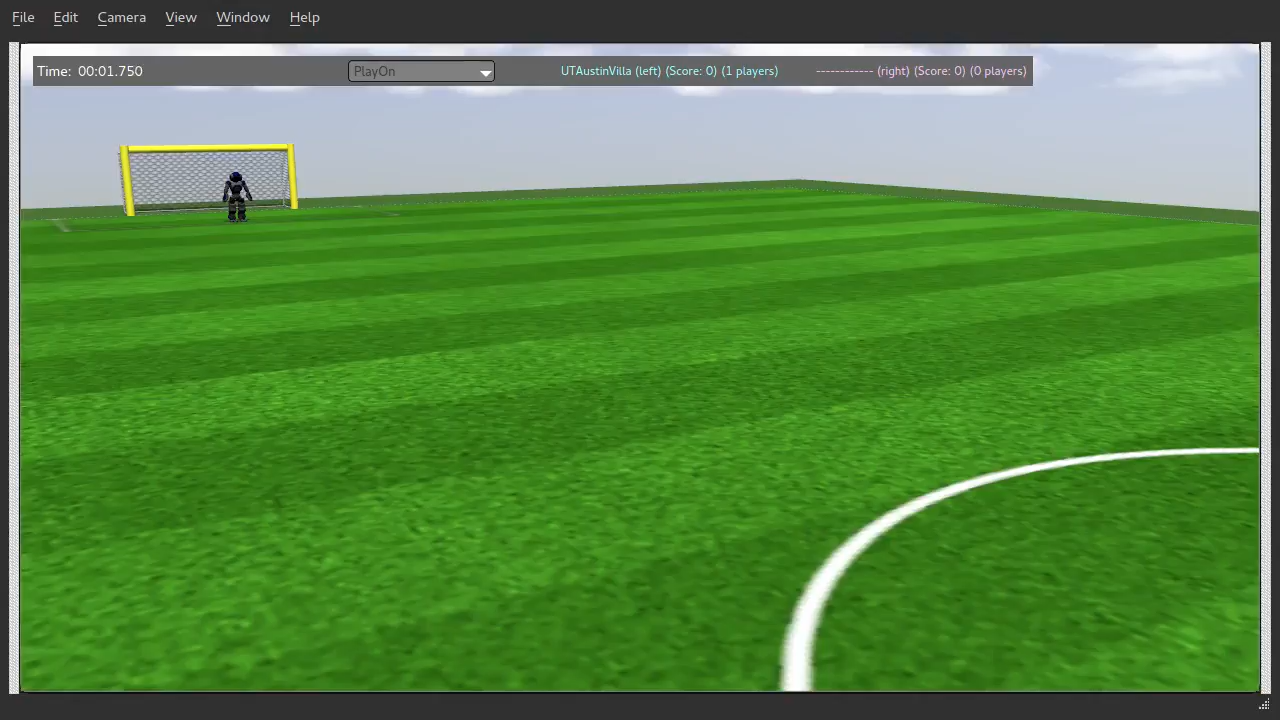 File Edit Camera View Window Help
Time: 00:01.750 PlayOn UTAustinVilla (left) (Score: 0) (1 players) ------------ (right) (Score: 0) (0 players)